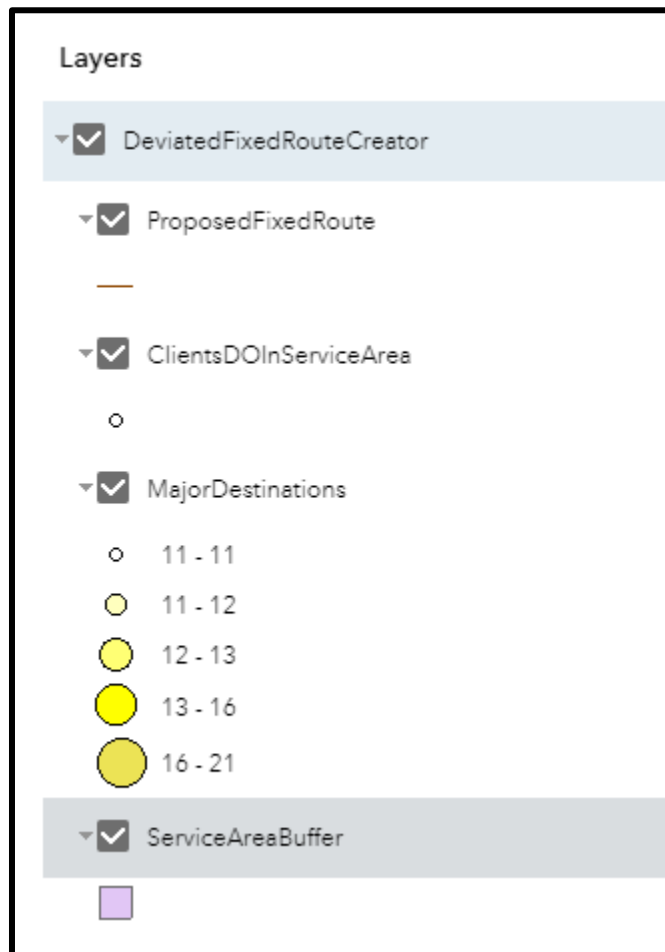 Layers
DeviatedFixedRouteCreator
ProposedFixedRoute
ClientsDOInServiceArea
MajorDestinations
11 - 11
11 - 12
12 - 13
13 - 16
16 - 21
ServiceAreaBuffer